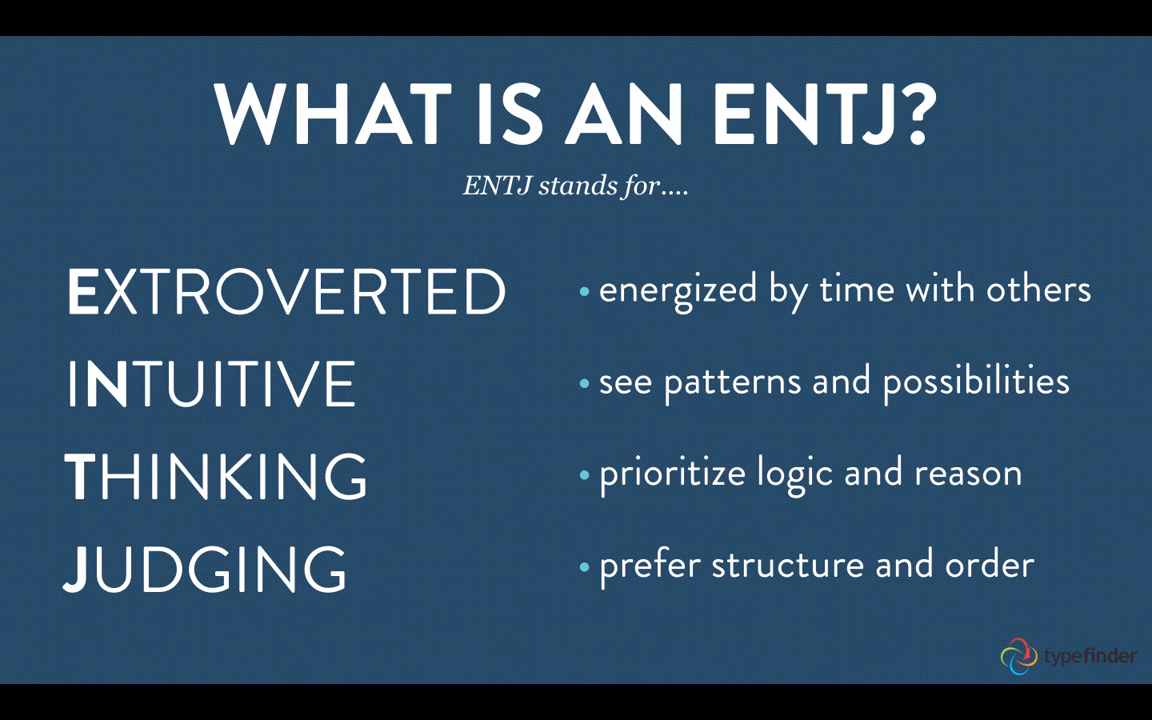 WHAT IS AN ENTJ?
ENTJ stands for....
EXTROVERTED
• energized by time with others
INTUITIVE
• see patterns and possibilities
THINKING
• prioritize logic and reason
JUDGING
• prefer structure and order
typefinder